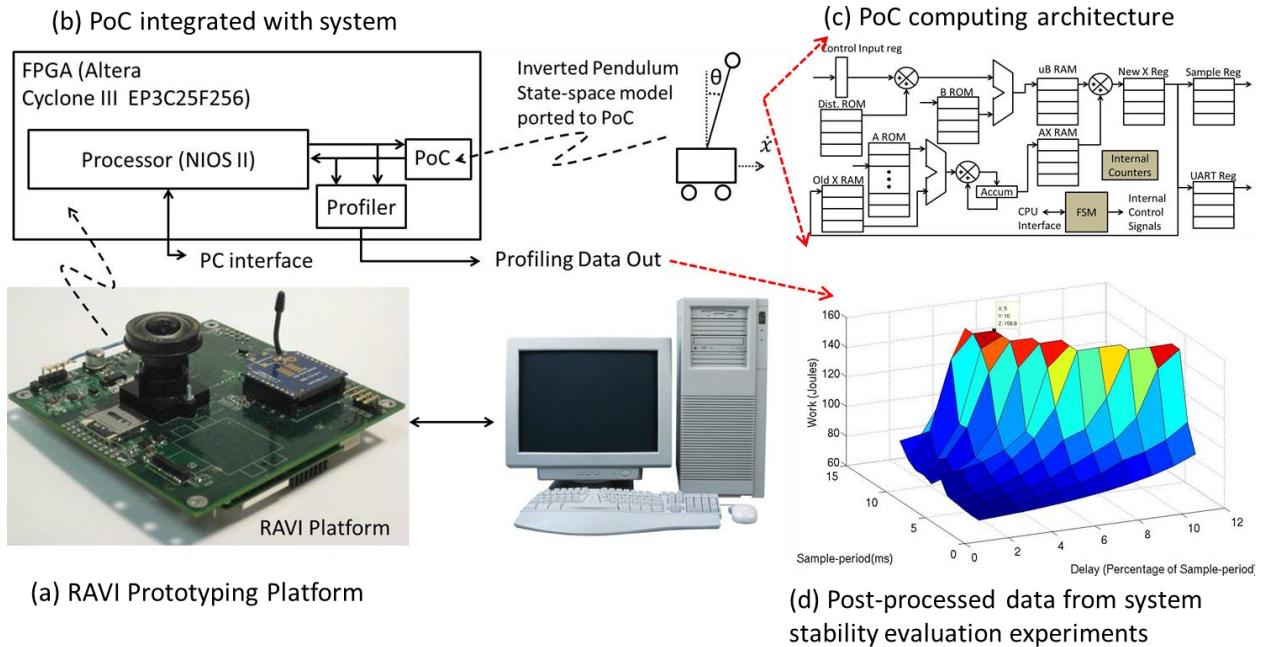 (b) PoC integrated with system
FPGA (Altera
Cyclone III EP3C25F256)
Processor (NIOS II)
PoC
Profiler
PC interface
Profiling Data Out
Inverted Pendulum
State-space model
ported to PoC
θ
ẋ
(c) PoC computing architecture
Control Input reg
Dist. ROM
B ROM
uB RAM
New X Reg
Sample Reg
A ROM
AX RAM
Old X RAM
Accum
Internal
Counters
UART Reg
CPU
Interface
FSM
Internal
Control
Signals
RAVI Platform
(a) RAVI Prototyping Platform
X: 5
Y: 10
Z: 158.9
160
140
120
100
80
60
Work (Joules)
15
10
5
0
Sample-period(ms)
0
2
4
6
8
10
12
Delay (Percentage of Sample-period)
(d) Post-processed data from system
stability evaluation experiments